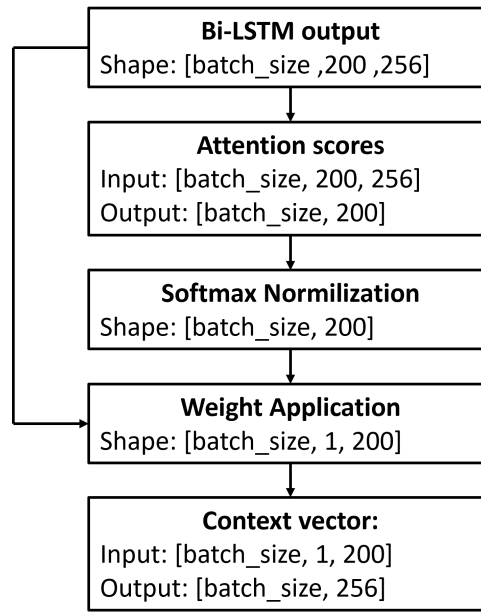 Bi-LSTM output
Shape: [batch_size ,200 ,256]
Attention scores
Input: [batch_size, 200, 256]
Output: [batch_size, 200]
Softmax Normilization
Shape: [batch_size, 200]
Weight Application
Shape: [batch_size, 1, 200]
Context vector:
Input: [batch_size, 1, 200]
Output: [batch_size, 256]